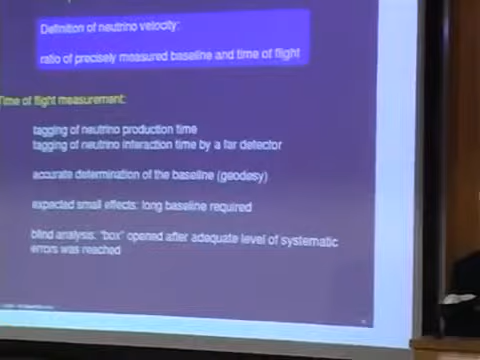 Definition of neutrino velocity:
ratio of precisely measured baseline and time of flight
Time of flight measurement:
tagging of neutrino production time
tagging of neutrino interaction time by a far detector
accurate determination of the baseline (geodesy)
expected small effects: long baseline required
blind analysis: "box" opened after adequate level of systematic
errors was reached